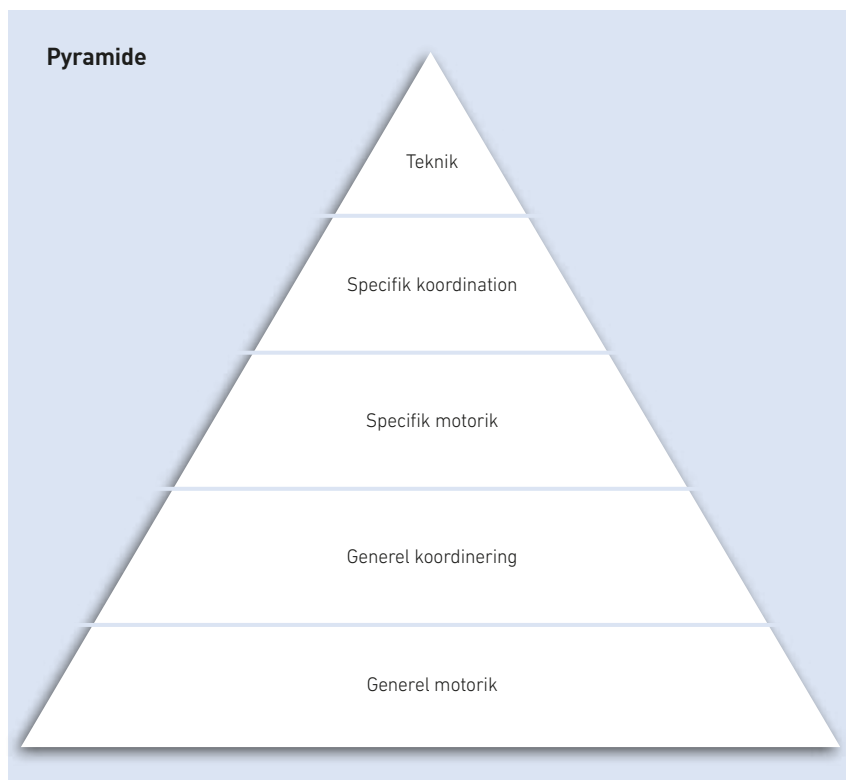 Pyramide
Teknik
Specifik koordination
Specifik motorik
Generel koordinering
Generel motorik